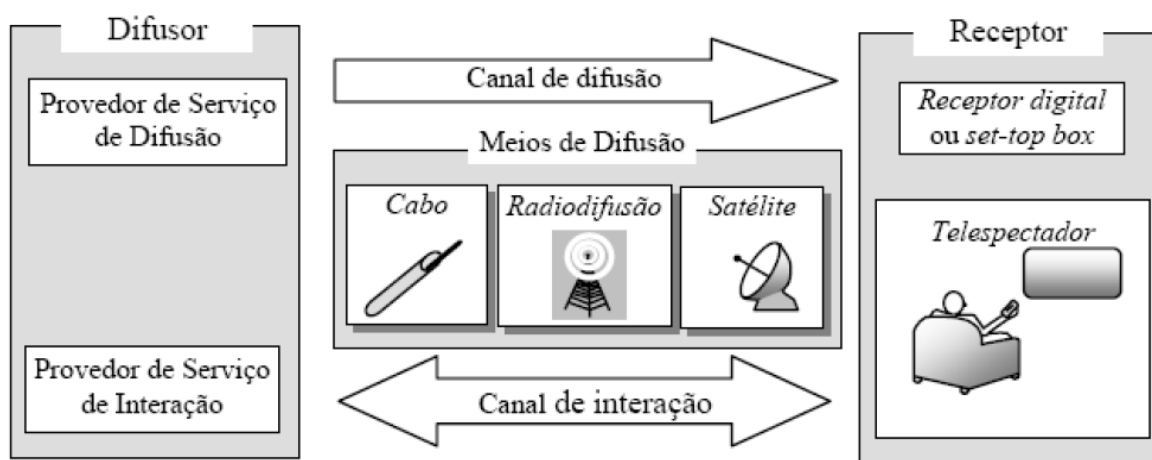 Difusor
Provedor de Serviço
de Difusão
Provedor de Serviço
de Interação
Canal de difusão
Meios de Difusão
Cabo
Radiodifusão
Satélite
Canal de interação
Receptor
Receptor digital
ou set-top box
Telespectador